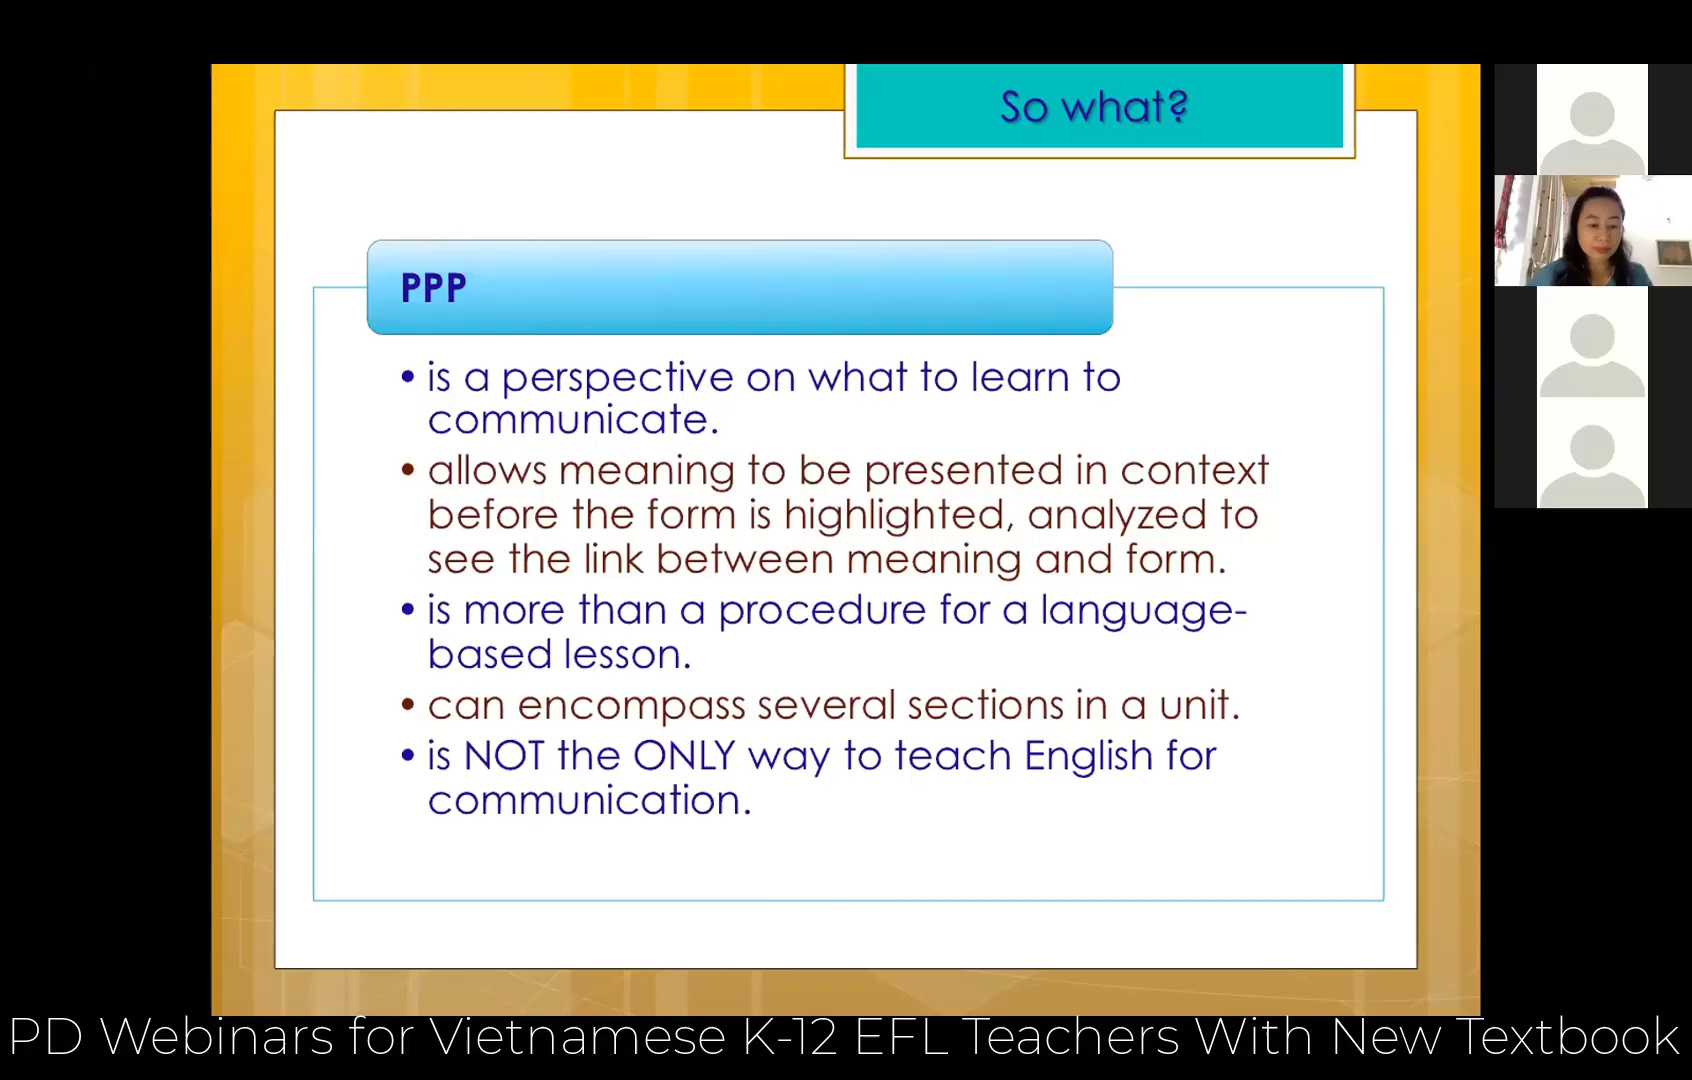 So what?
PPP
• is a perspective on what to learn to
communicate.
• allows meaning to be presented in context
before the form is highlighted, analyzed to
see the link between meaning and form.
• is more than a procedure for a language-
based lesson.
• can encompass several sections in a unit.
• is NOT the ONLY way to teach English for
communication.
PD Webinars for Vietnamese K-12 EFL Teachers With New Textbook